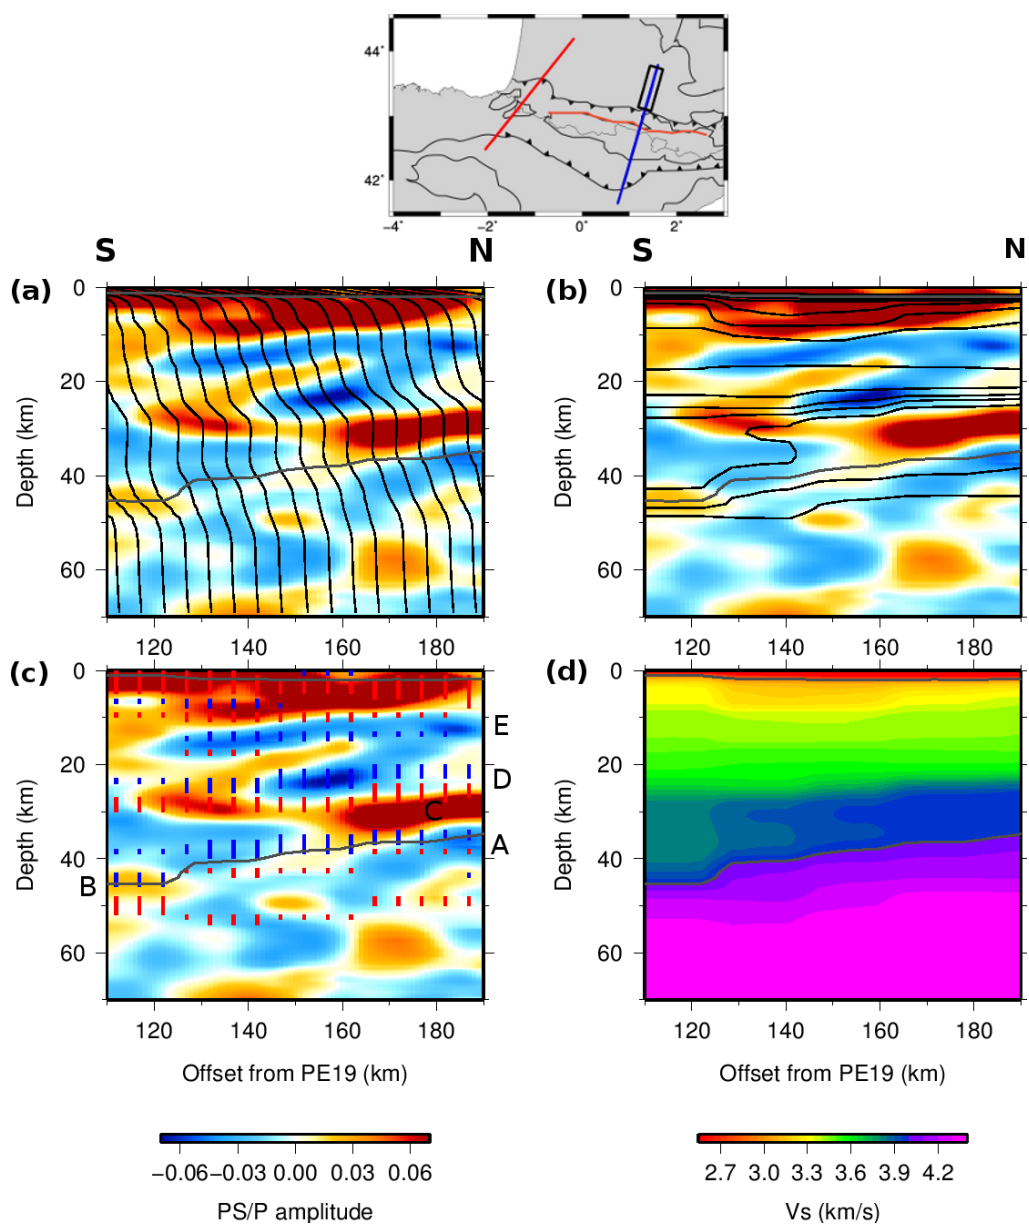 44°
42°
−4° −2° 0° 2°
S N S N
(a) (b)
0 0
20 20
40 40
60 60
Depth (km) Depth (km)
120 140 160 180 120 140 160 180
(c) (d)
0 0
20 20
40 40
60 60
E
D
C
A
B
Depth (km) Depth (km)
120 140 160 180 120 140 160 180
Offset from PE19 (km) Offset from PE19 (km)
−0.06 −0.03 0.00 0.03 0.06 2.7 3.0 3.3 3.6 3.9 4.2
PS/P amplitude Vs (km/s)